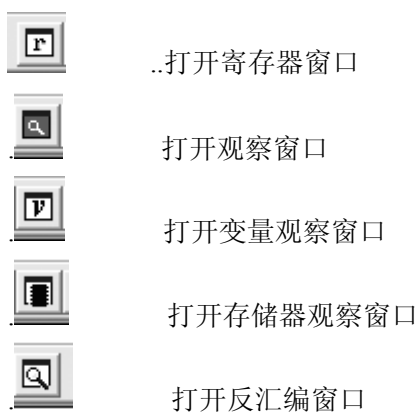 r ..打开寄存器窗口
. 打开观察窗口
. V 打开变量观察窗口
. 打开存储器观察窗口
. 打开反汇编窗口